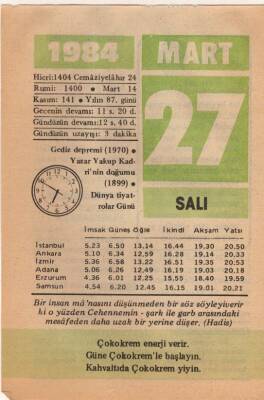 1984 MART
Hicri:1404 Cemâziyelâhır 24
Rumi: 1400 • Mart 14
Kasım: 141 • Yılın 87. günü
Gecenin devamı: 11 s. 20 d.
Gündüzün devamı:12 s. 40 d.
Gündüzün uzayışı: 3 dakika
27
Gediz depremi (1970) •
Yazar Yakup Kad-
ri'nin doğumu
(1899) •
Dünya tiyat-
rolar Günü
SALI
İmsak Güneş Öğle İkindi Akşam Yatsı
İstanbul 5.23 6.50 13,14 16.44 19,30 20,50
Ankara 5.10 6.34 12,59 16.28 19.14 20,33
İzmir 5.36 6.58 13.22 16.51 19.35 20.53
Adana 5.06 6.26 12.49 16.19 19.03 20.18
Erzurum 5.36 6.01 12.25 15.55 18.40 19.59
Samsun 4.54 6.20 12.45 16.15 19.01 20.21
Bir insan mâ'nasını düşünmeden bir söz söyleyiverir
ki o yüzden Cehennemin - şark ile garb arasındaki
mesâfeden daha uzak bir yerine düşer. (Hadis)
Çokokrem enerji verir.
Güne Çokokrem'le başlayın.
Kahvaltıda Çokokrem yiyin.